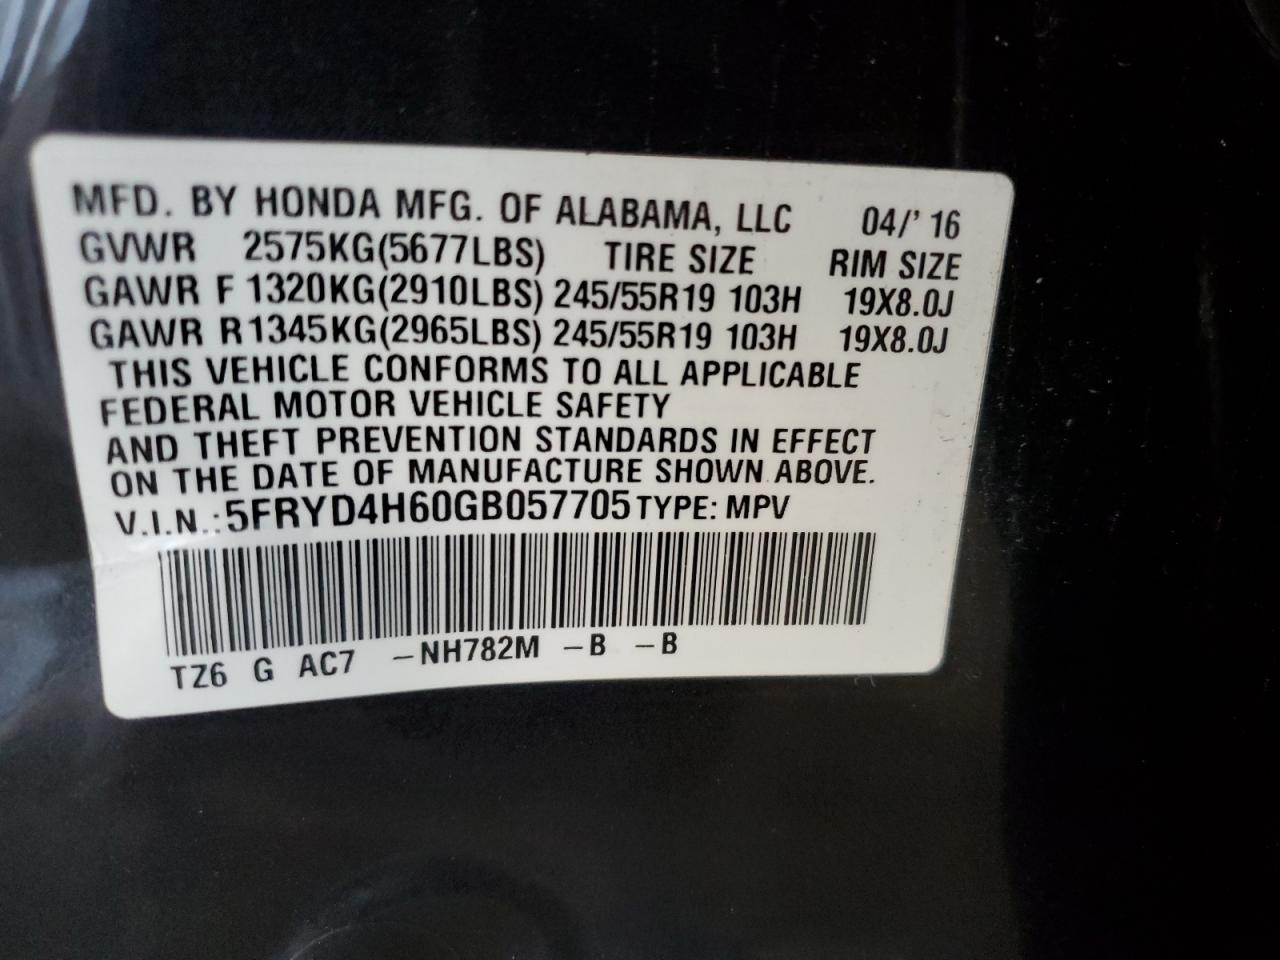 MFD. BY HONDA MFG. OF ALABAMA, LLC 04/' 16
GVWR 2575KG(5677LBS) TIRE SIZE RIM SIZE
GAWR F 1320KG(2910LBS) 245/55R19 103H 19X8.0J
GAWR R 1345KG(2965LBS) 245/55R19 103H 19X8.0J
THIS VEHICLE CONFORMS TO ALL APPLICABLE
FEDERAL MOTOR VEHICLE SAFETY
AND THEFT PREVENTION STANDARDS IN EFFECT
ON THE DATE OF MANUFACTURE SHOWN ABOVE.
V.I.N.:5FRYD4H60GB057705 TYPE: MPV
TZ6 G AC7 -NH782M -B -B